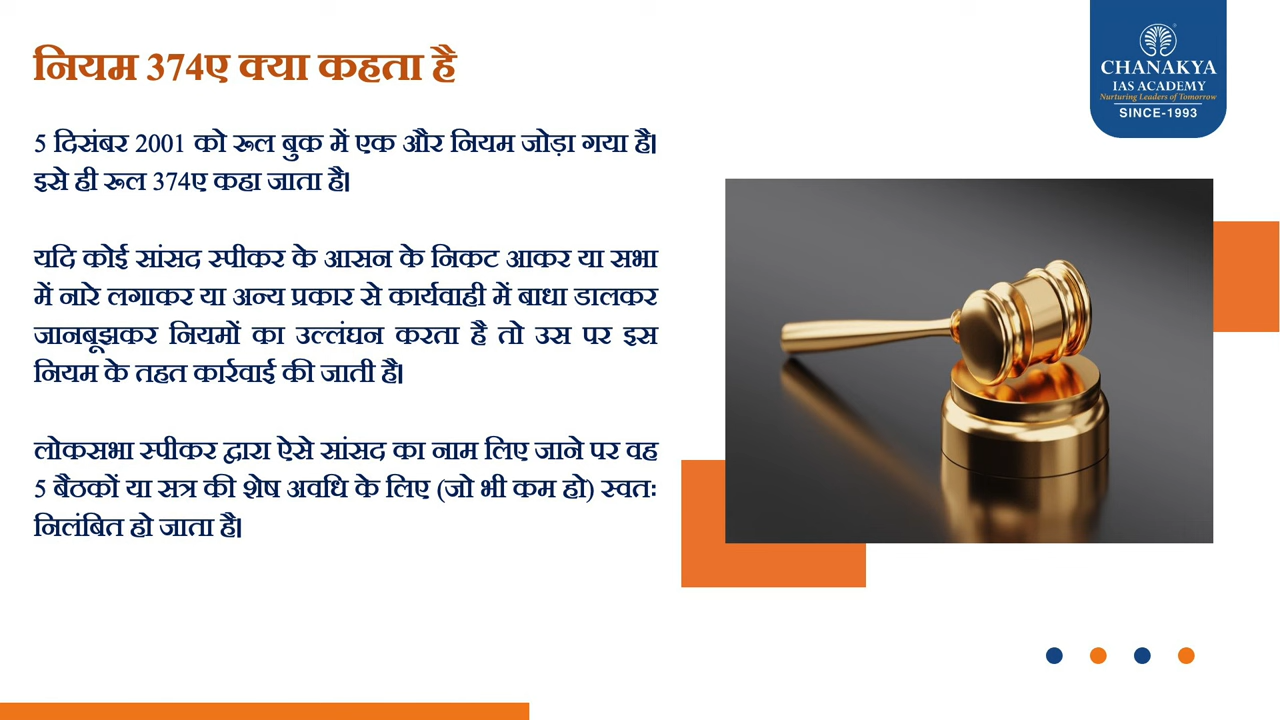 नियम 374ए क्या कहता है
CHANAKYA
IAS ACADEMY
Nurturing Leaders of Tomorrow
SINCE-1993
5 दिसंबर 2001 को रूल बुक में एक और नियम जोड़ा गया है।
इसे ही रूल 374ए कहा जाता है।
यदि कोई सांसद स्पीकर के आसन के निकट आकर या सभा
में नारे लगाकर या अन्य प्रकार से कार्यवाही में बाधा डालकर
जानबूझकर नियमों का उल्लंघन करता है तो उस पर इस
नियम के तहत कार्रवाई की जाती है।
लोकसभा स्पीकर द्वारा ऐसे सांसद का नाम लिए जाने पर वह
5 बैठकों या सत्र की शेष अवधि के लिए (जो भी कम हो) स्वतः
निलंबित हो जाता है।